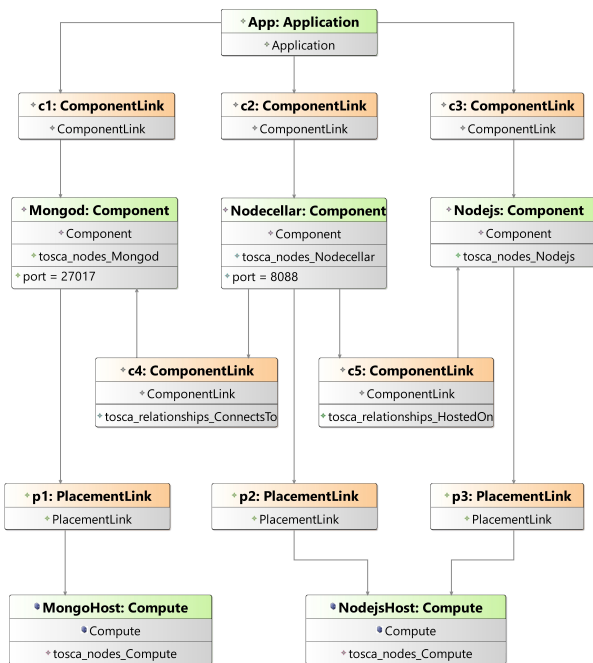 App: Application
Application
c1: ComponentLink
ComponentLink
c2: ComponentLink
ComponentLink
c3: ComponentLink
ComponentLink
Mongod: Component
Component
tosca_nodes_Mongod
port = 27017
Nodecellar: Component
Component
tosca_nodes_Nodecellar
port = 8088
Nodejs: Component
Component
tosca_nodes_Nodejs
c4: ComponentLink
ComponentLink
tosca_relationships_ConnectsTo
c5: ComponentLink
ComponentLink
tosca_relationships_HostedOn
p1: PlacementLink
PlacementLink
p2: PlacementLink
PlacementLink
p3: PlacementLink
PlacementLink
MongoHost: Compute
Compute
tosca_nodes_Compute
NodejsHost: Compute
Compute
tosca_nodes_Compute